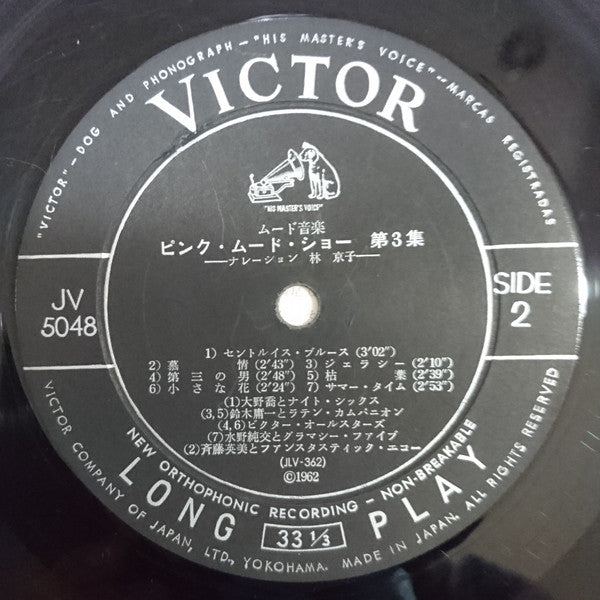 "VICTOR" – DOG AND PHONOGRAPH – "HIS MASTER'S VOICE" – MARCAS REGISTRADAS
VICTOR
"HIS MASTER'S VOICE"
ムード音楽
ピンク・ムード・ショー 第3集
―ナレーション 林 京子―
JV
5048
SIDE
2
1) セントルイス・ブルース (3′02″)
2) 慕 情 (2′43″) 3) ジェラシー (2′10″)
4) 第三の男 (2′48″) 5) 枯 葉 (2′39″)
6) 小さな花 (2′24″) 7) サマー・タイム (2′53″)
(1) 大野喬とナイト・シックス
(3,5) 鈴木庸一とラテン・カムパニオン
(4,6) ビクター・オールスターズ
(7) 水野純交とグラマシー・ファイブ
(2) 斉藤英美とファンスタスティック・ニュー
(JLV-362)
©1962
NEW ORTHOPHONIC RECORDING – NON-BREAKABLE
LONG PLAY
33 1/3
VICTOR COMPANY OF JAPAN, LTD., YOKOHAMA. MADE IN JAPAN. ALL RIGHTS RESERVED